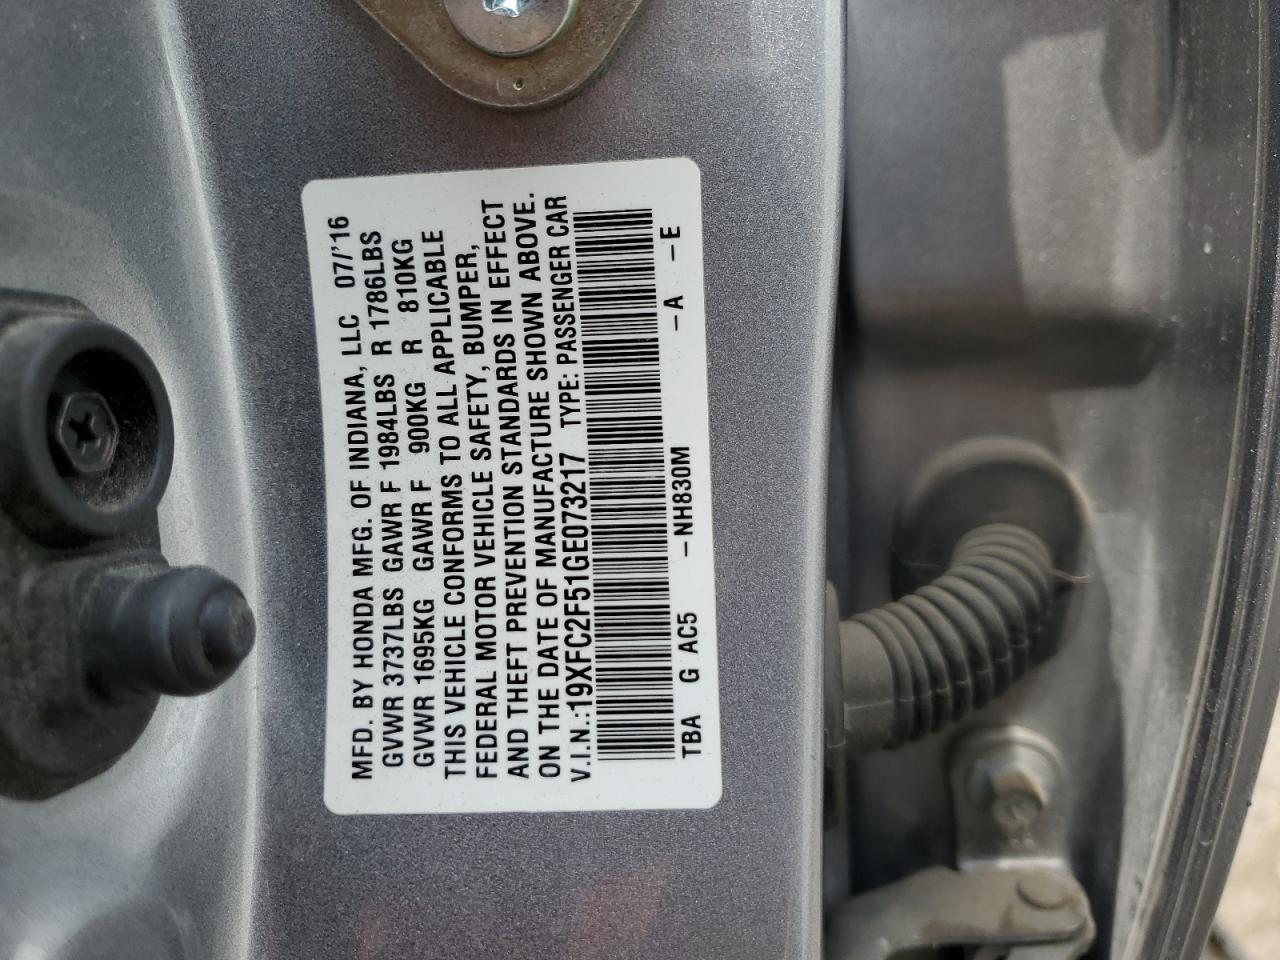 MFD. BY HONDA MFG. OF INDIANA, LLC 07/'16
GVWR 3737LBS GAWR F 1984LBS R 1786LBS
GVWR 1695KG GAWR F 900KG R 810KG
THIS VEHICLE CONFORMS TO ALL APPLICABLE
FEDERAL MOTOR VEHICLE SAFETY, BUMPER,
AND THEFT PREVENTION STANDARDS IN EFFECT
ON THE DATE OF MANUFACTURE SHOWN ABOVE.
V.I.N.:19XFC2F51GE073217 TYPE: PASSENGER CAR
TBA G AC5 –NH830M –A –E